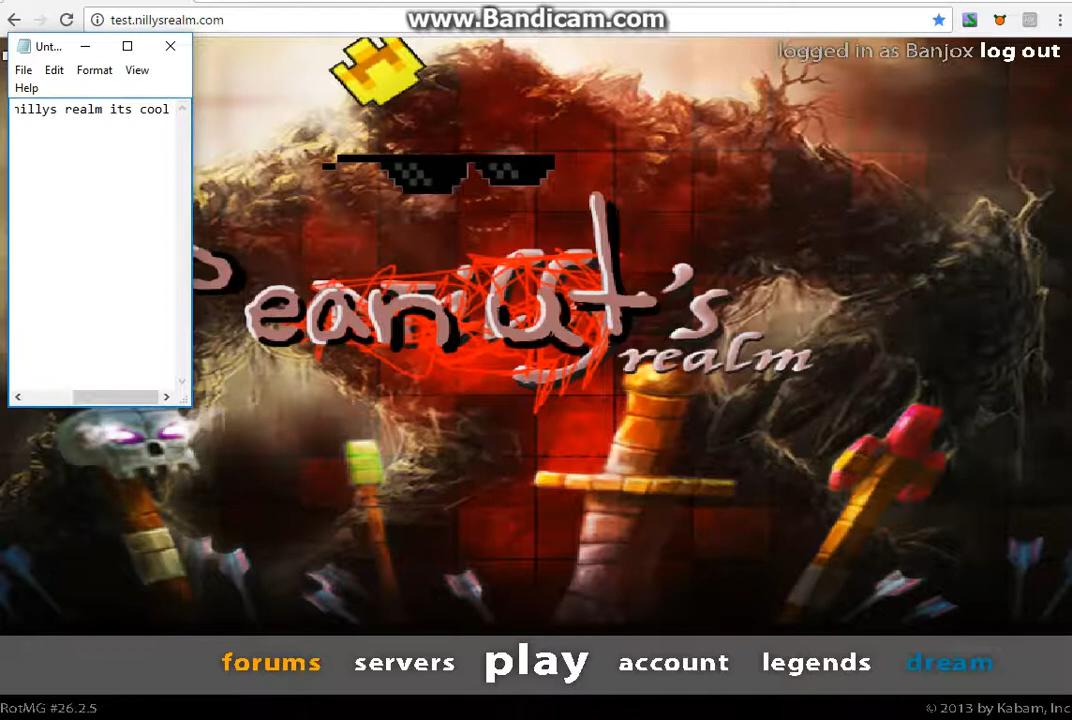 test.nillysrealm.com
www.Bandicam.com
Unt...
File Edit Format View
Help
nillys realm its cool
logged in as Banjox log out
Peanut's
realm
forums servers play account legends dream
RotMG #26.2.5
© 2013 by Kabam, Inc